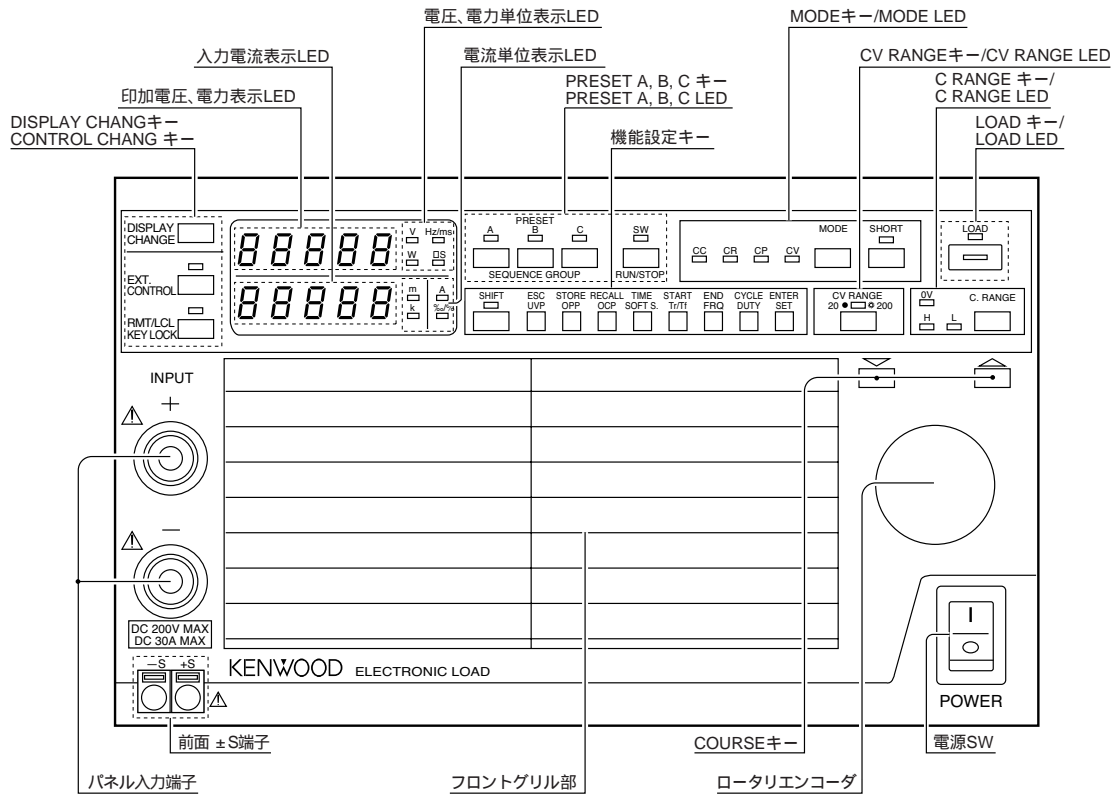 電圧、電力単位表示LED
MODEキー/MODE LED
入力電流表示LED
電流単位表示LED
CV RANGEキー/CV RANGE LED
印加電圧、電力表示LED
PRESET A, B, C キー
PRESET A, B, C LED
C RANGE キー/
C RANGE LED
DISPLAY CHANGキー
CONTROL CHANG キー
機能設定キー
LOAD キー/
LOAD LED
DISPLAY
CHANGE
EXT.
CONTROL
RMT/LCL
KEY LOCK
88888
88888
V Hz/ms
W ▯S
m A
k ‰/%
PRESET
A B C SW
SEQUENCE GROUP RUN/STOP
CC CR CP CV MODE SHORT
LOAD
SHIFT
ESC
UVP
STORE
OPP
RECALL
OCP
TIME
SOFT S.
START
Tr/Tf
END
FRQ
CYCLE
DUTY
ENTER
SET
CV RANGE
20 200
0V
H L
C. RANGE
INPUT
+
−
DC 200V MAX
DC 30A MAX
−S +S
KENWOOD ELECTRONIC LOAD
I
O
POWER
前面 ±S端子
COURSEキー
電源SW
パネル入力端子
フロントグリル部
ロータリエンコーダ